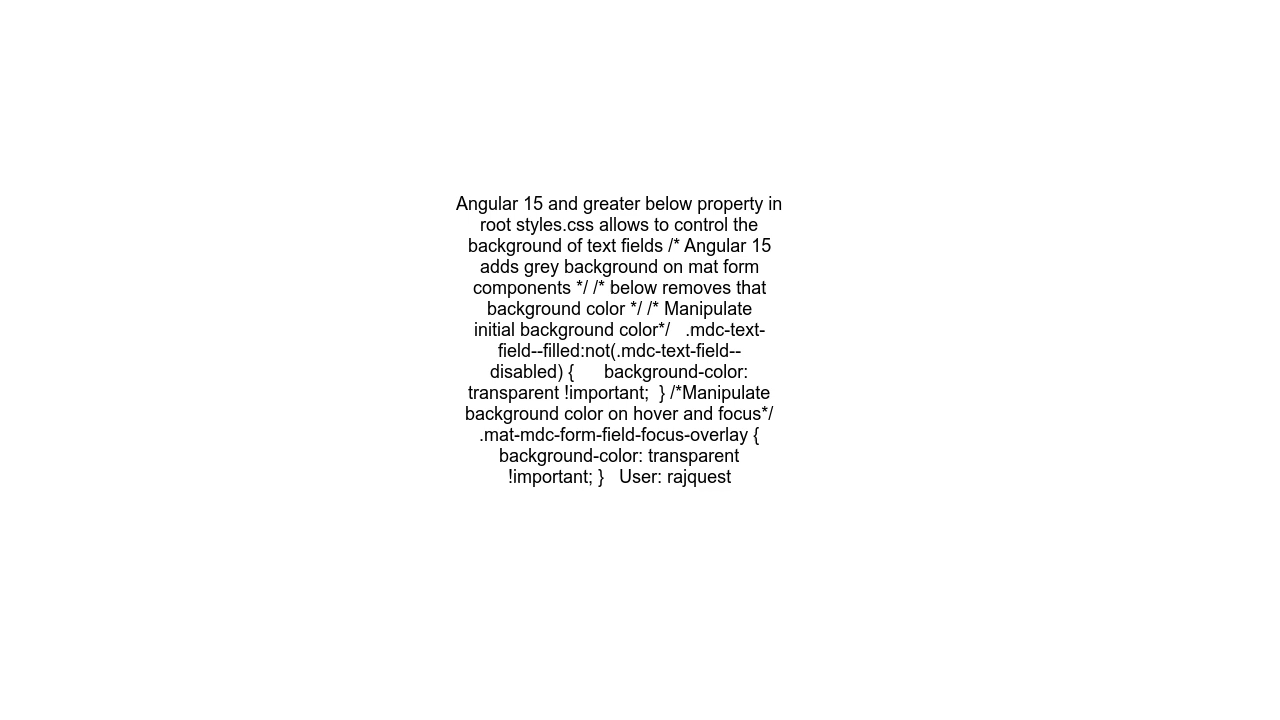 Angular 15 and greater below property in
root styles.css allows to control the
background of text fields /* Angular 15
adds grey background on mat form
components */ /* below removes that
background color */ /* Manipulate
initial background color*/   .mdc-text-
field--filled:not(.mdc-text-field--
disabled) {      background-color:
transparent !important;  } /*Manipulate
background color on hover and focus*/
.mat-mdc-form-field-focus-overlay {
background-color: transparent
!important; }   User: rajquest